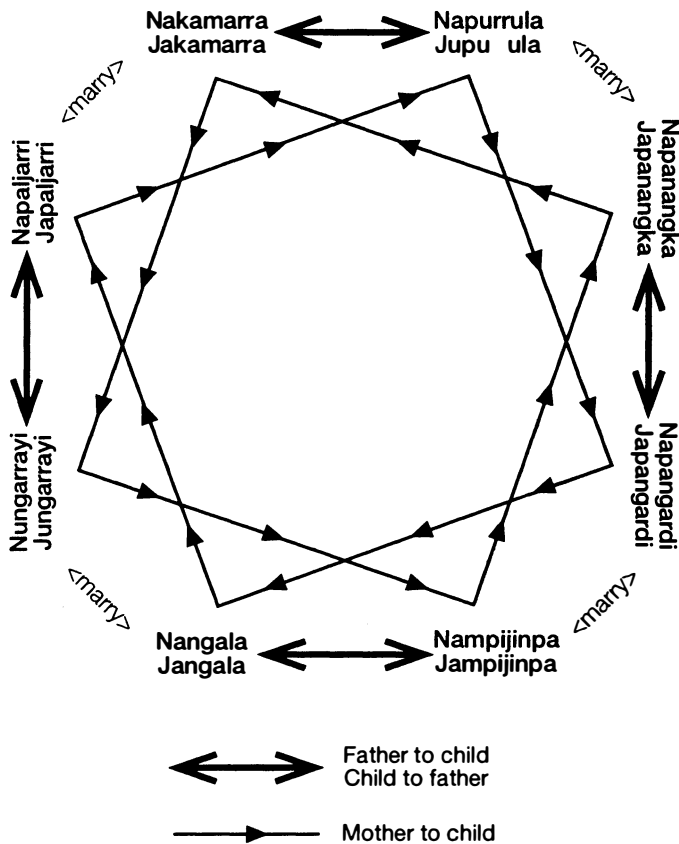 Nakamarra
Jakamarra
Napurrula
Jupu ula
<marry>
<marry>
Napaljarri
Japaljarri
Napanangka
Japanangka
Nungarrayi
Jungarrayi
Napangardi
Japangardi
<marry>
<marry>
Nangala
Jangala
Nampijinpa
Jampijinpa
Father to child
Child to father
Mother to child